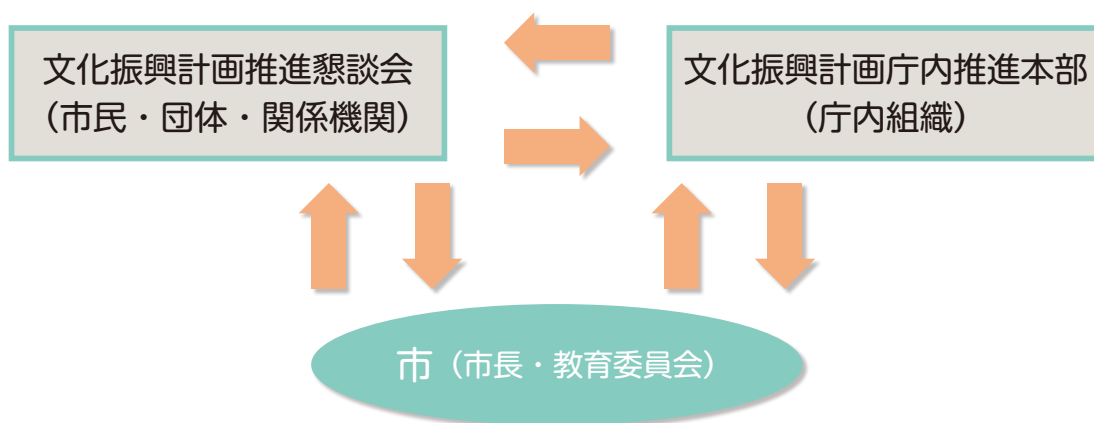 文化振興計画推進懇談会
（市民・団体・関係機関）
文化振興計画庁内推進本部
（庁内組織）
市（市長・教育委員会）